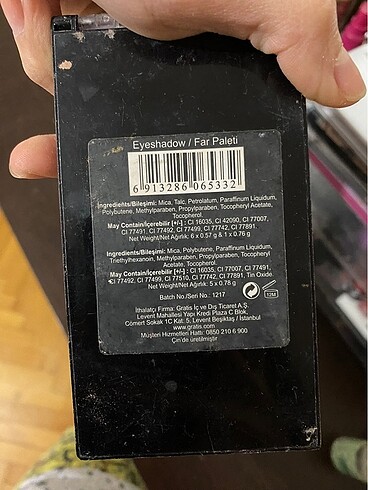 Eyeshadow / Far Paleti
6 913286 065332
Ingredients/Bileşimi: Mica, Talc, Petrolatum, Paraffinum Liquidum,
Polybutene, Methylparaben, Propylparaben, Tocopheryl Acetate,
Tocopherol.
May Contain/İçerebilir [+/-] : CI 16035, CI 42090, CI 77007,
CI 77491, CI 77492, CI 77499, CI 77742, CI 77891.
Net Weight/Net Ağırlık: 6 x 0.57 g & 1 x 0.76 g
Ingredients/Bileşimi: Mica, Polybutene, Paraffinum Liquidum,
Triethylhexanoin, Methylparaben, Propylparaben, Tocopheryl
Acetate, Tocopherol.
May Contain/İçerebilir [+/-] : CI 16035, CI 77007, CI 77491,
CI 77492, CI 77499, CI 77510, CI 77742, CI 77891, Tin Oxide.
Net Weight/Net Ağırlık: 5 x 0.78 g
Batch No./Seri No.: 1217
12M
İthalatçı Firma: Gratis İç ve Dış Ticaret A.Ş.
Levent Mahallesi Yapı Kredi Plaza C Blok,
Cömert Sokak 1C Kat: 5, Levent Beşiktaş / İstanbul
www.gratis.com
Müşteri Hizmetleri Hattı: 0850 210 6 900
Çin'de üretilmiştir